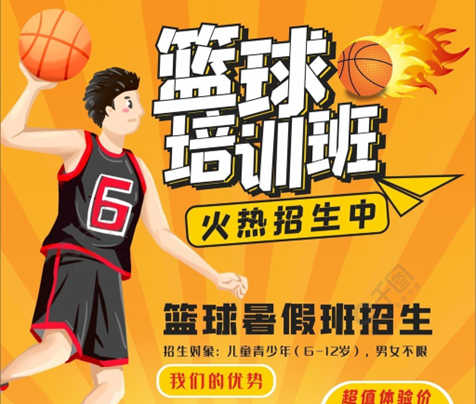 篮球
培训班
火热招生中
6
篮球暑假班招生
招生对象：儿童青少年（6-12岁），男女不限
我们的优势
超值体验价